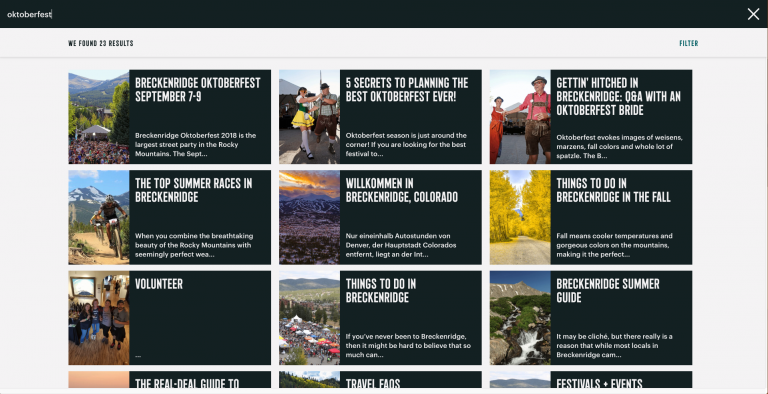 oktoberfest
WE FOUND 23 RESULTS
FILTER
BRECKENRIDGE OKTOBERFEST
SEPTEMBER 7-9
Breckenridge Oktoberfest 2018 is the
largest street party in the Rocky
Mountains. The Sept...
5 SECRETS TO PLANNING THE
BEST OKTOBERFEST EVER!
Oktoberfest season is just around the
corner! If you are looking for the best
festival to...
GETTIN' HITCHED IN
BRECKENRIDGE: Q&A WITH AN
OKTOBERFEST BRIDE
Oktoberfest evokes images of weisens,
marzens, fall colors and whole lot of
spatzle. The B...
THE TOP SUMMER RACES IN
BRECKENRIDGE
When you combine the breathtaking
beauty of the Rocky Mountains with
seemingly perfect wea...
WILLKOMMEN IN
BRECKENRIDGE, COLORADO
Nur eineinhalb Autostunden von
Denver, der Hauptstadt Colorados
entfernt, liegt an der Int...
THINGS TO DO IN
BRECKENRIDGE IN THE FALL
Fall means cooler temperatures and
gorgeous colors on the mountains,
making it the perfect...
VOLUNTEER
...
THINGS TO DO IN
BRECKENRIDGE
If you've never been to Breckenridge,
then it might be hard to believe that so
much can...
BRECKENRIDGE SUMMER
GUIDE
It may be cliché, but there really is a
reason that while most locals in
Breckenridge cam...
THE REAL-DEAL GUIDE TO
TRAVEL FAQS
FESTIVALS + EVENTS